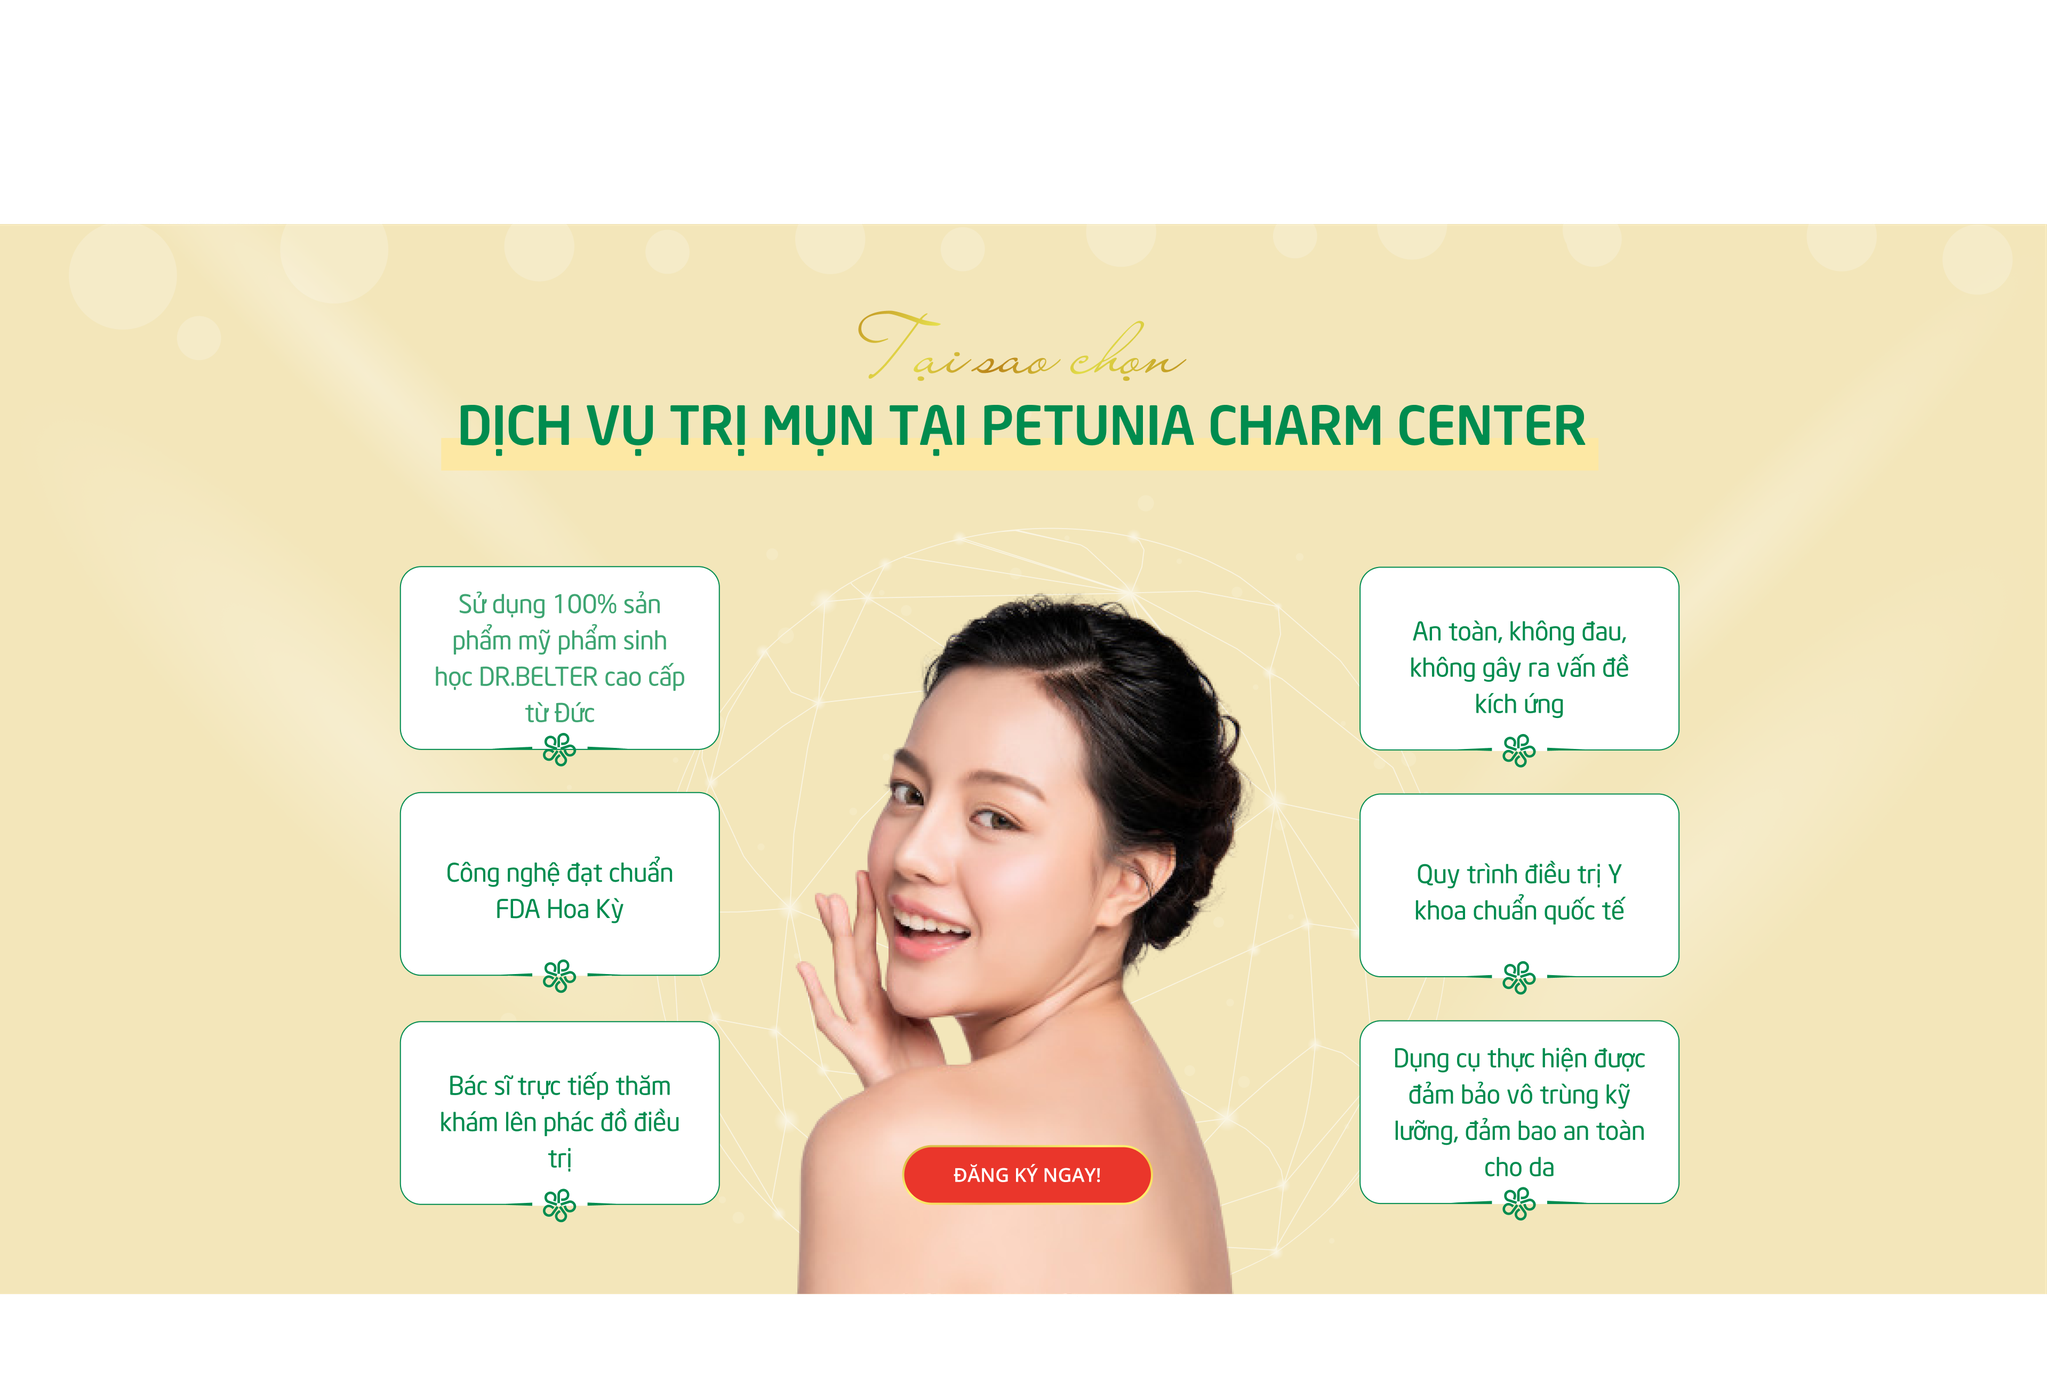 Tại sao chọn
DỊCH VỤ TRỊ MỤN TẠI PETUNIA CHARM CENTER
Sử dụng 100% sản
phẩm mỹ phẩm sinh
học DR.BELTER cao cấp
từ Đức
Công nghệ đạt chuẩn
FDA Hoa Kỳ
Bác sĩ trực tiếp thăm
khám lên phác đồ điều
trị
An toàn, không đau,
không gây ra vấn đề
kích ứng
Quy trình điều trị Y
khoa chuẩn quốc tế
Dụng cụ thực hiện được
đảm bảo vô trùng kỹ
lưỡng, đảm bao an toàn
cho da
ĐĂNG KÝ NGAY!